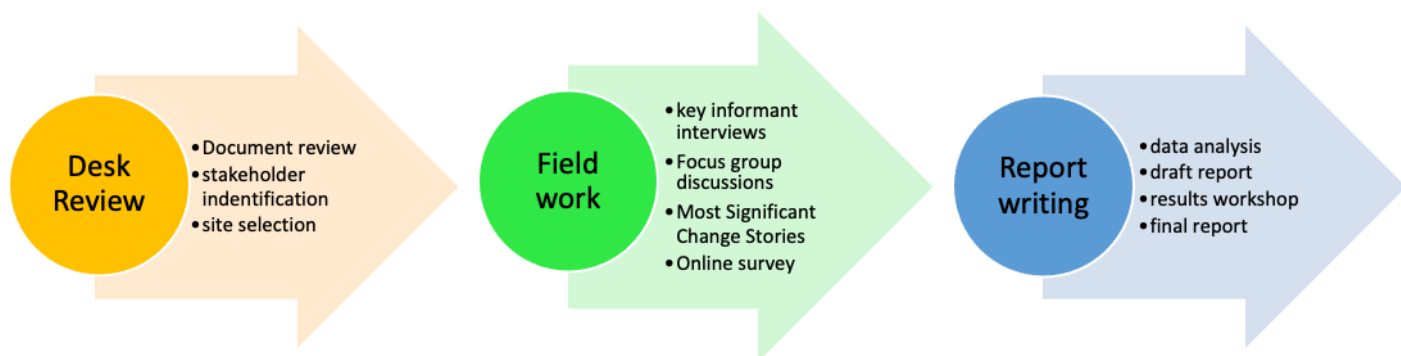 Desk
Review
•Document review
•stakeholder
indentification
•site selection
Field
work
•key informant
interviews
•Focus group
discussions
•Most Significant
Change Stories
•Online survey
Report
writing
•data analysis
•draft report
•results workshop
•final report